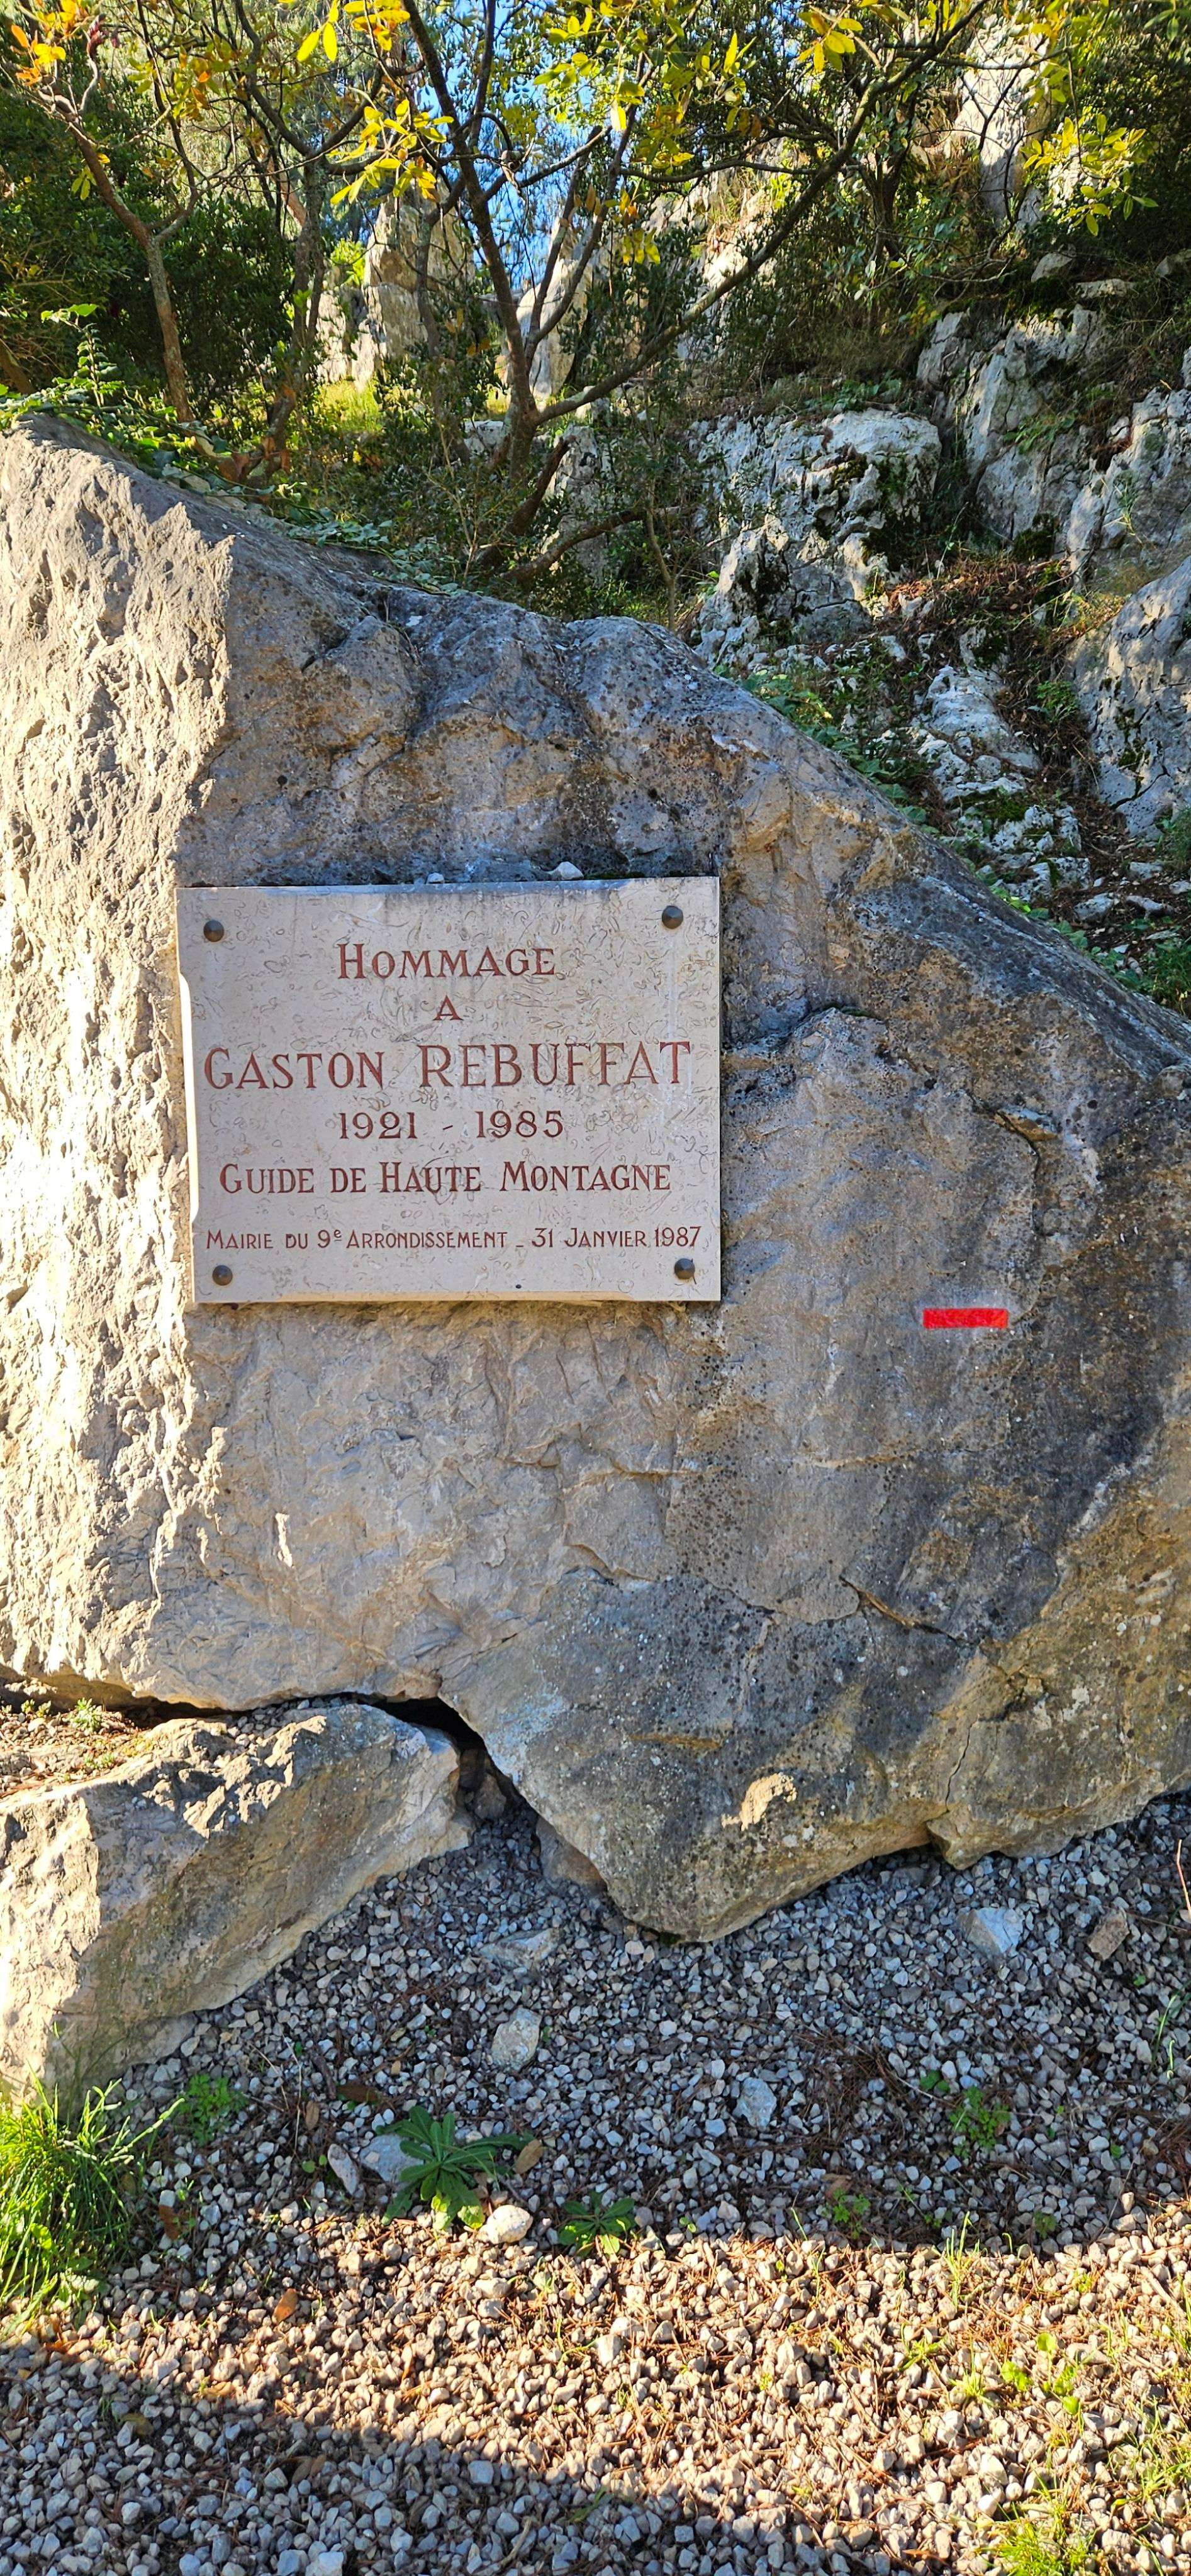 HOMMAGE
A
GASTON REBUFFAT
1921 - 1985
GUIDE DE HAUTE MONTAGNE
MAIRIE DU 9e ARRONDISSEMENT - 31 JANVIER 1987